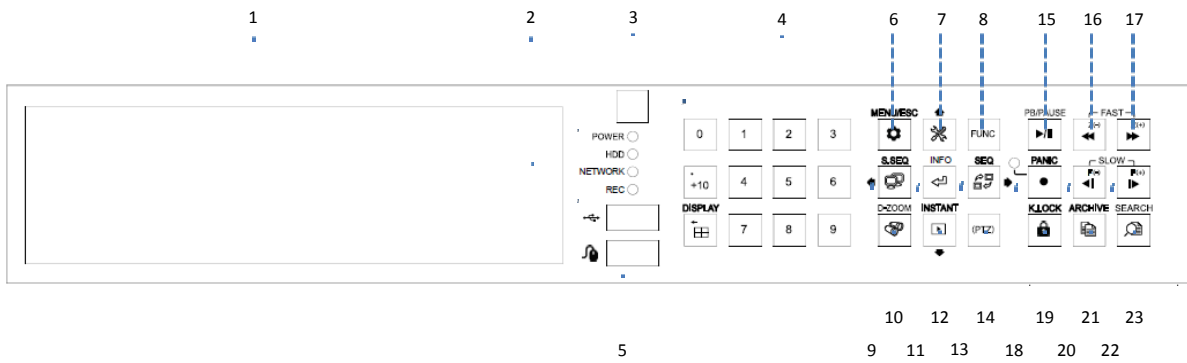 1 2 3 4 6 7 8 15 16 17
MENU/ESC PB/PAUSE FAST
0 1 2 3 FUNC
POWER
HDD
NETWORK
REC
S.SEQ INFO SEQ PANIC SLOW
+10 4 5 6
DISPLAY D-ZOOM INSTANT K.LOCK ARCHIVE SEARCH
7 8 9 (PTZ)
10 12 14 19 21 23
5 9 11 13 18 20 22